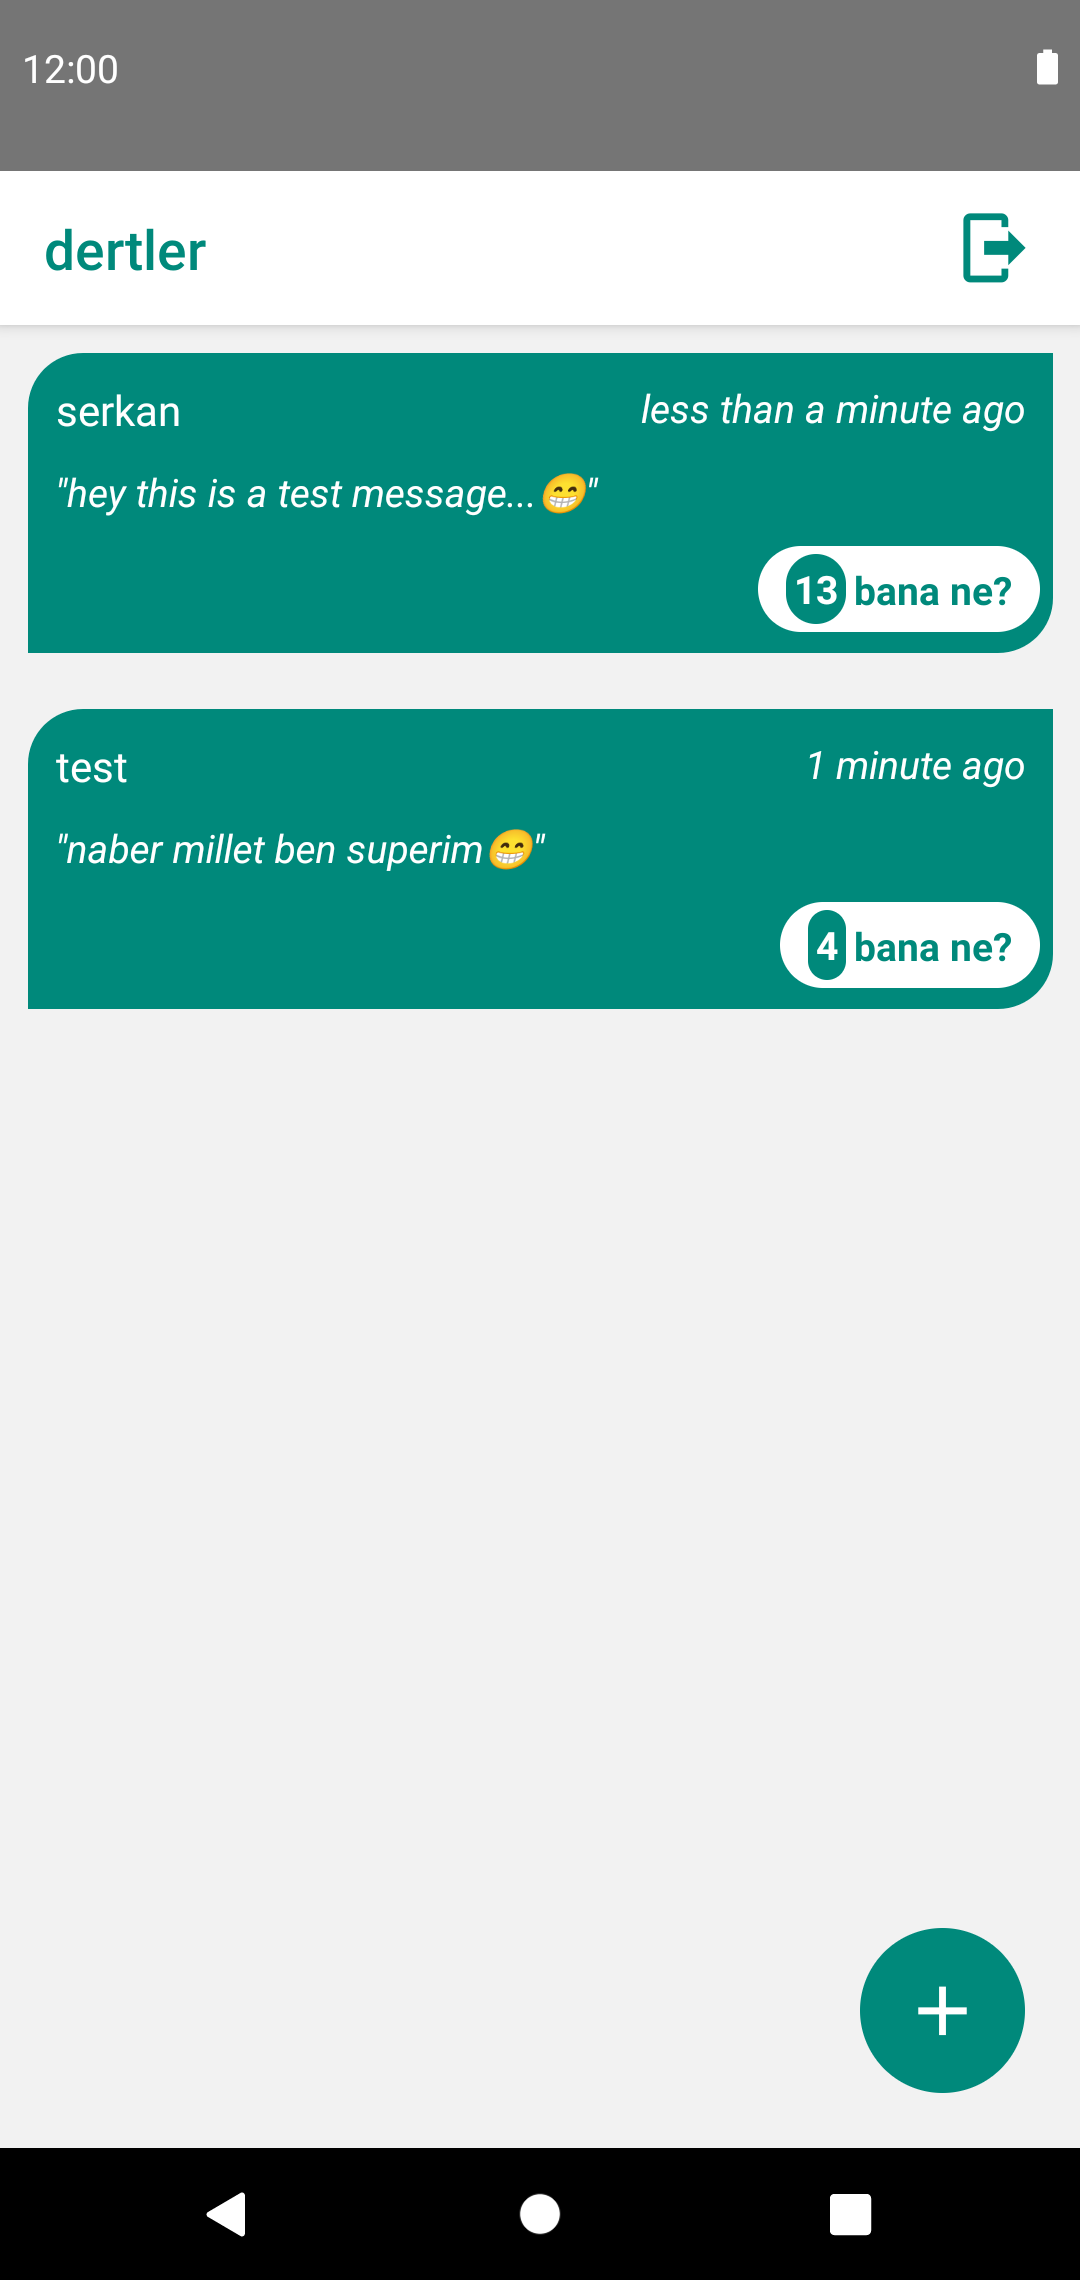 12:00
dertler
serkan
less than a minute ago
"hey this is a test message...😁"
13 bana ne?
test
1 minute ago
"naber millet ben superim😁"
4 bana ne?